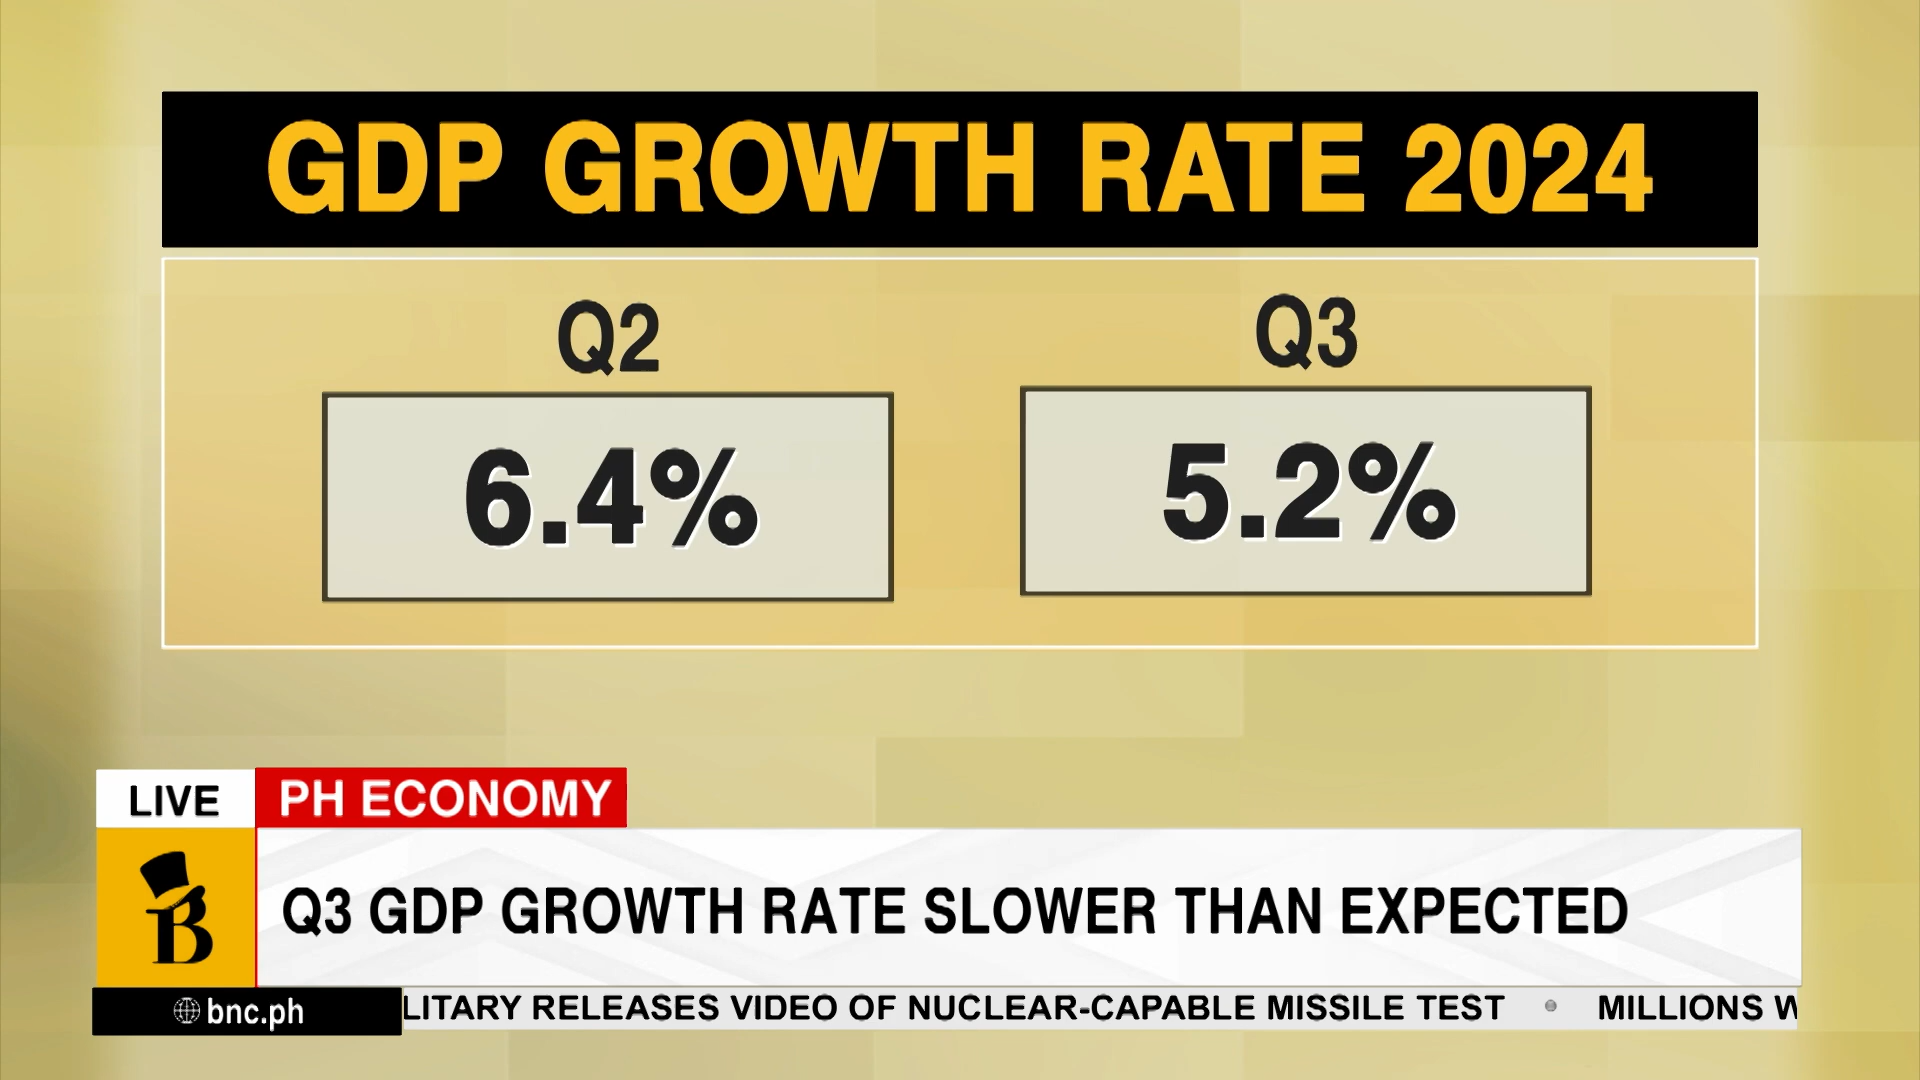 GDP GROWTH RATE 2024
Q2
Q3
6.4%
5.2%
LIVE
PH ECONOMY
B
Q3 GDP GROWTH RATE SLOWER THAN EXPECTED
bnc.ph
LITARY RELEASES VIDEO OF NUCLEAR-CAPABLE MISSILE TEST • MILLIONS